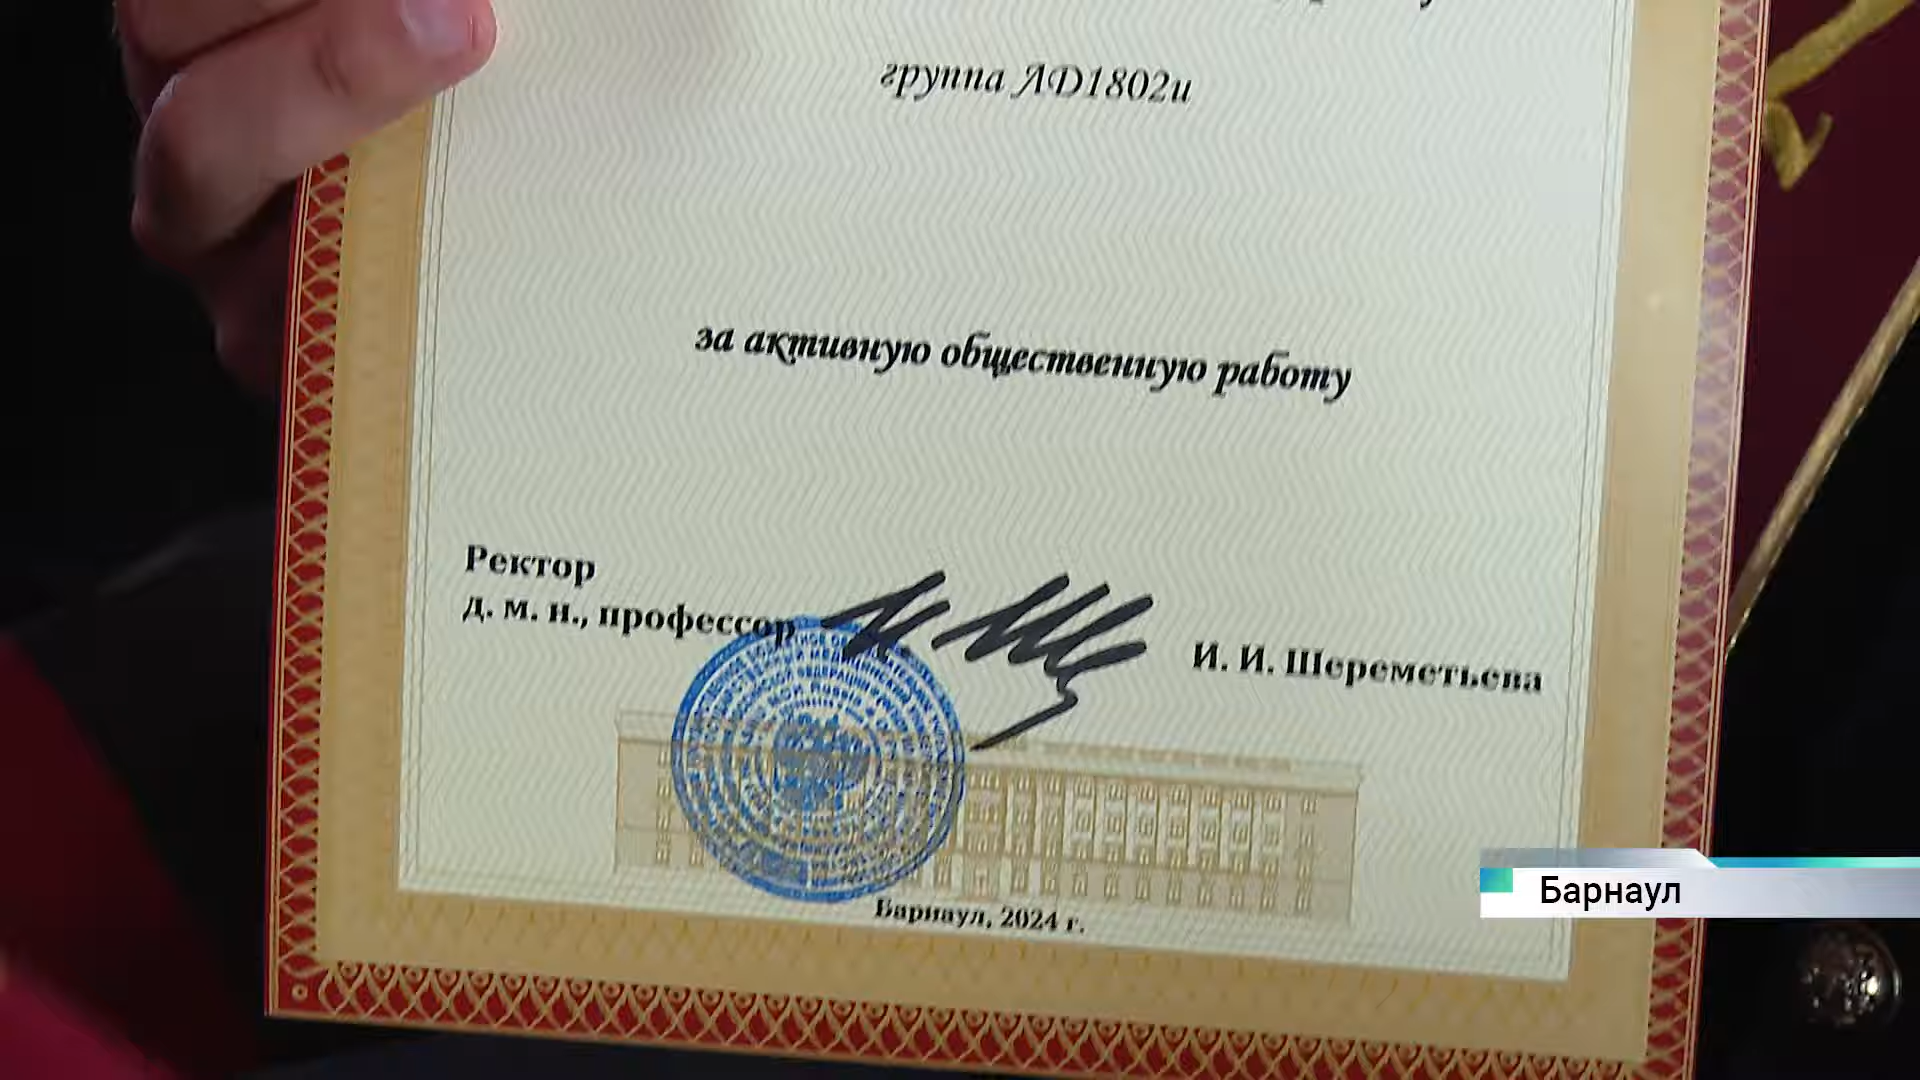 группа ЛД1802и
за активную общественную работу
Ректор
д. м. н., профессор
И. И. Шереметьева
Барнаул, 2024 г.
Барнаул